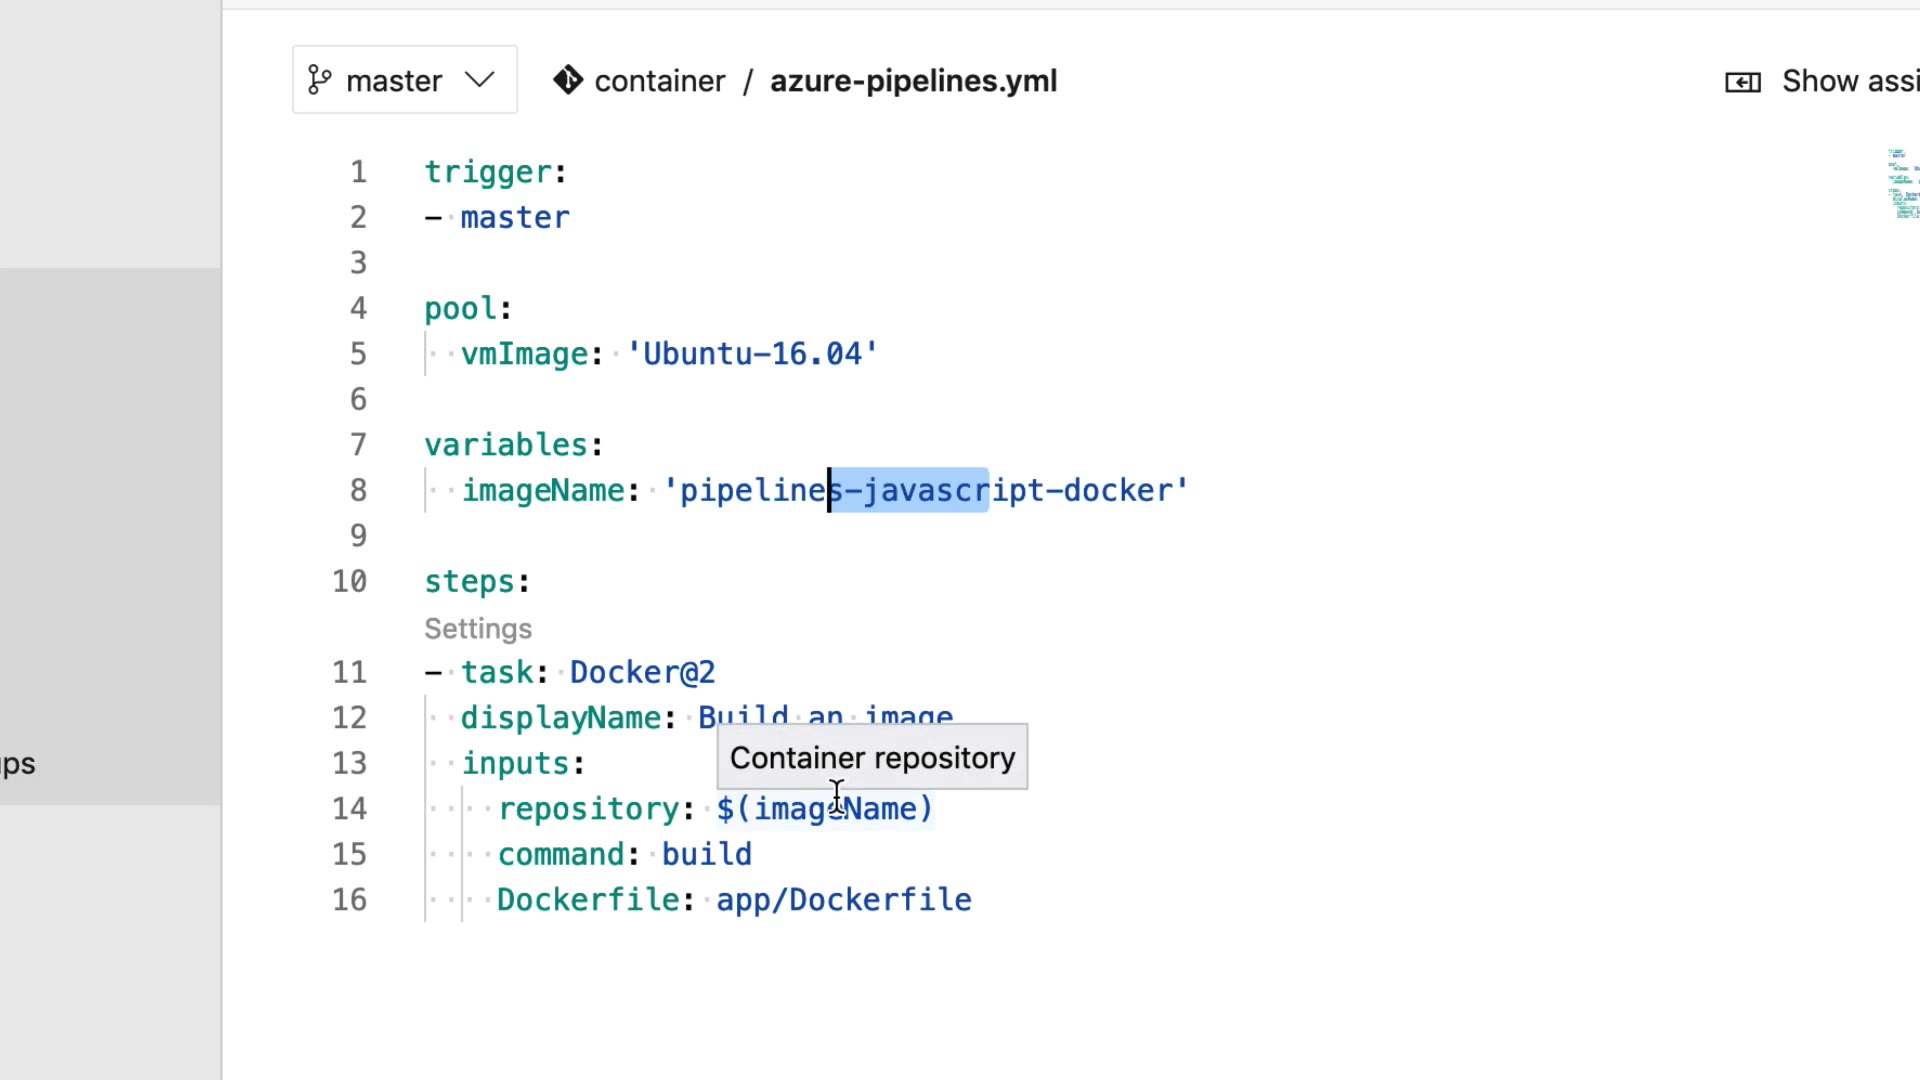 master container / azure-pipelines.yml Show assi
1 trigger:
2 - master
3
4 pool:
5 vmImage: 'Ubuntu-16.04'
6
7 variables:
8 imageName: 'pipelines-javascript-docker'
9
10 steps:
Settings
11 - task: Docker@2
12 displayName: Build an image
Container repository
13 inputs:
ups
14 repository: $(imageName)
15 command: build
16 Dockerfile: app/Dockerfile